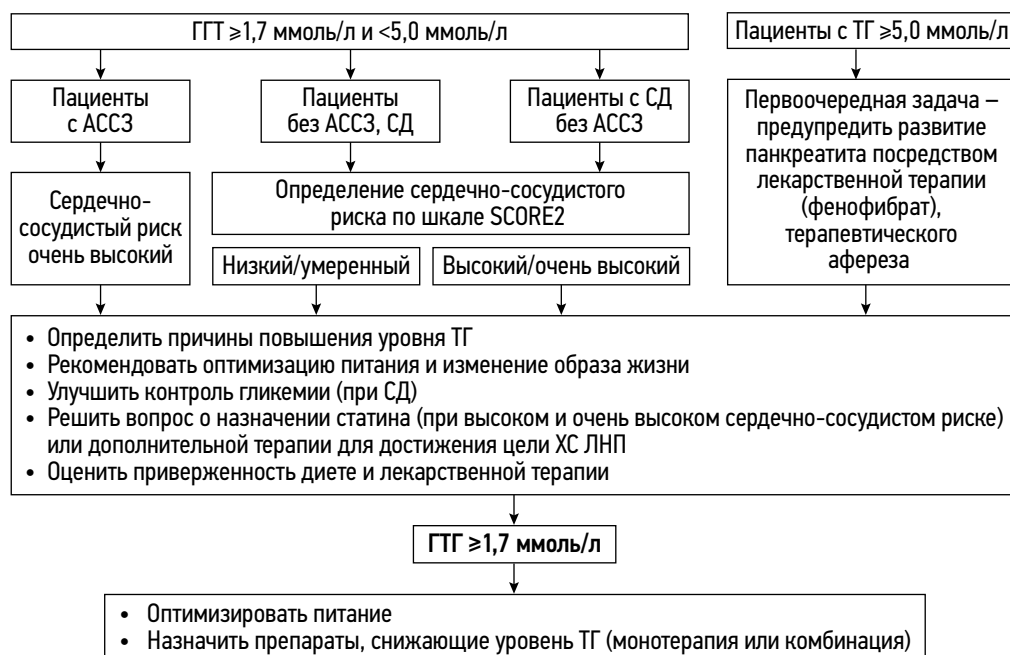 ГГТ ≥1,7 ммоль/л и <5,0 ммоль/л
Пациенты с ТГ ≥5,0 ммоль/л
Пациенты
с АССЗ
Пациенты
без АССЗ, СД
Пациенты с СД
без АССЗ
Первоочередная задача –
предупредить развитие
панкреатита посредством
лекарственной терапии
(фенофибрат),
терапевтического
афереза
Сердечно-
сосудистый риск
очень высокий
Определение сердечно-сосудистого
риска по шкале SCORE2
Низкий/умеренный
Высокий/очень высокий
• Определить причины повышения уровня ТГ
• Рекомендовать оптимизацию питания и изменение образа жизни
• Улучшить контроль гликемии (при СД)
• Решить вопрос о назначении статина (при высоком и очень высоком сердечно-сосудистом риске)
или дополнительной терапии для достижения цели ХС ЛНП
• Оценить приверженность диете и лекарственной терапии
ГТГ ≥1,7 ммоль/л
• Оптимизировать питание
• Назначить препараты, снижающие уровень ТГ (монотерапия или комбинация)